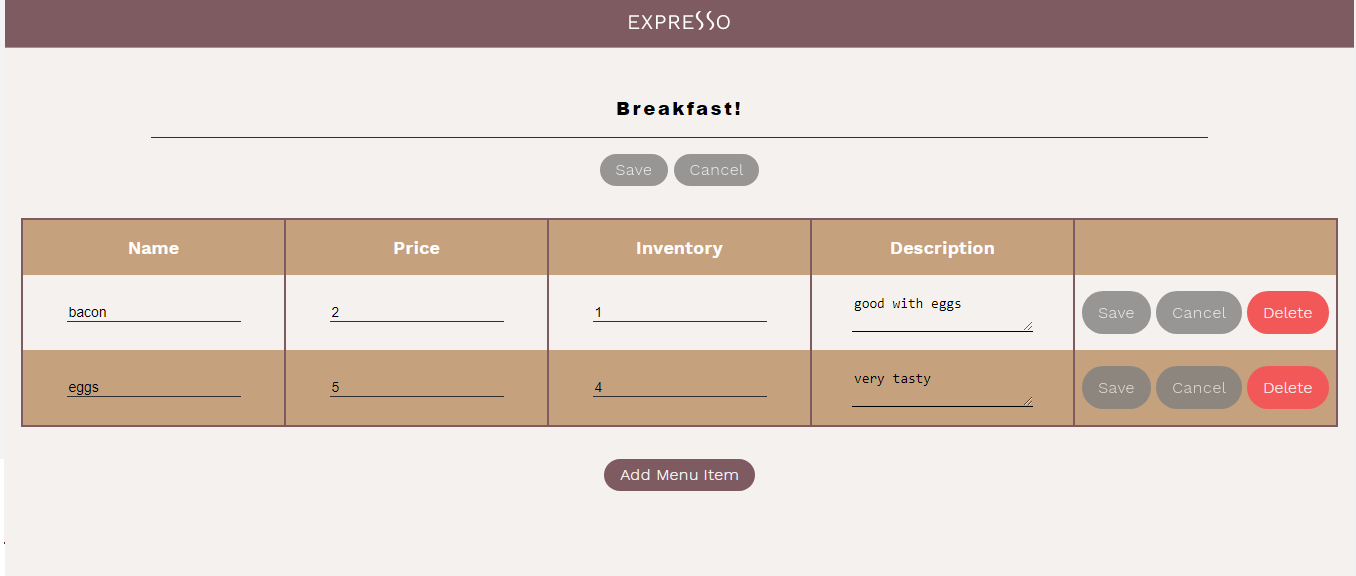 EXPRESSO
Breakfast!
Save Cancel
Name Price Inventory Description
bacon 2 1 good with eggs Save Cancel Delete
eggs 5 4 very tasty Save Cancel Delete
Add Menu Item